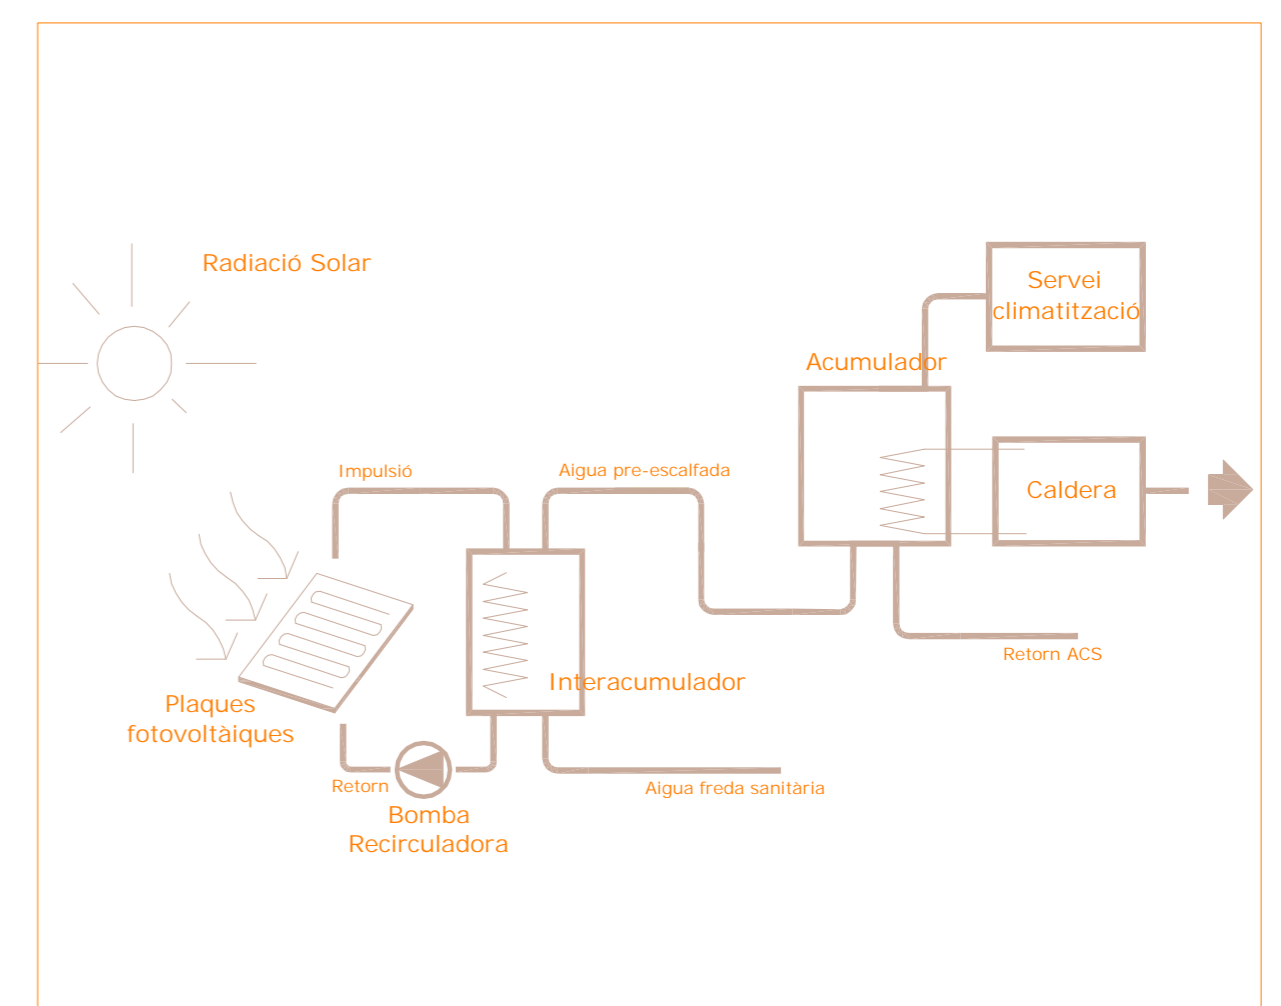 Radiació Solar
Servei
climatització
Acumulador
Impulsió
Aigua pre-escalfada
Caldera
Retorn ACS
Interacumulador
Plaques
fotovoltàiques
Retorn
Aigua freda sanitària
Bomba
Recirculadora